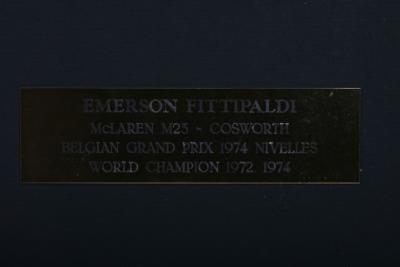 EMERSON FITTIPALDI
McLAREN M23 - COSWORTH
BELGIAN GRAND PRIX 1974 NIVELLES
WORLD CHAMPION 1972 1974